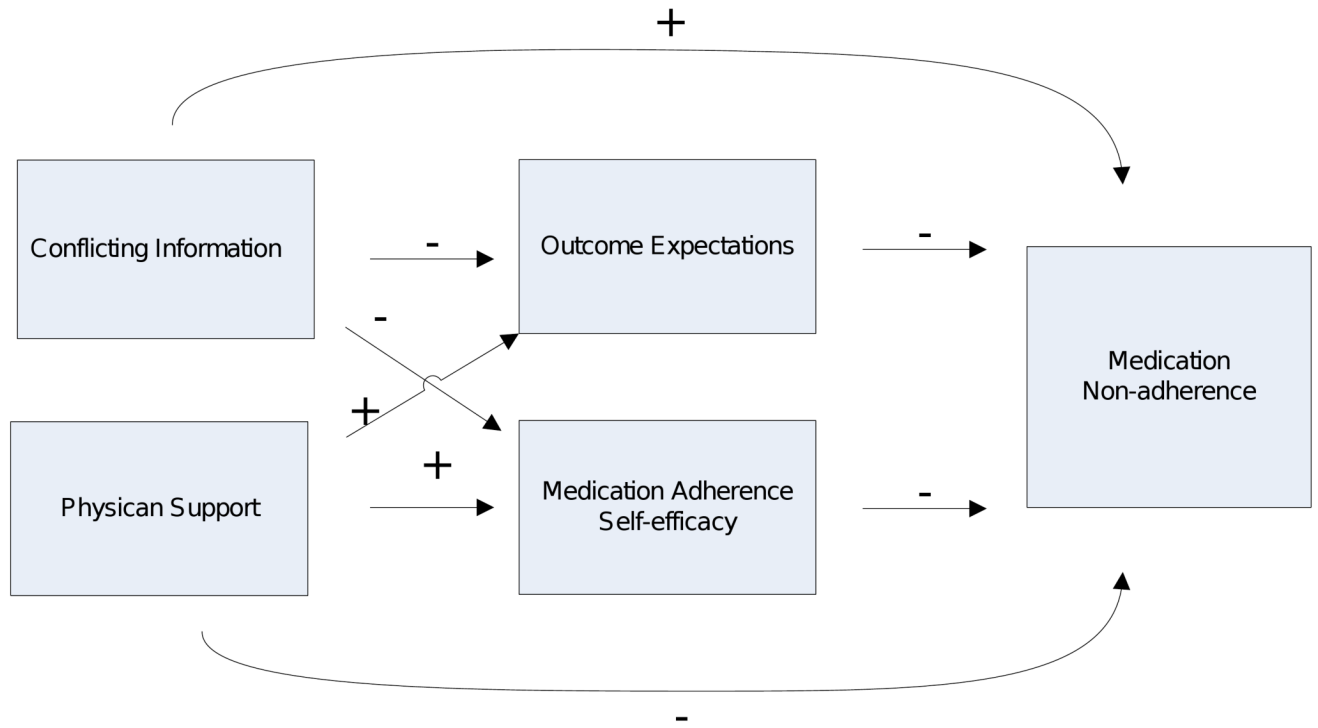 +
Conflicting Information
-
Outcome Expectations
-
Medication
Non-adherence
-
+
+
Physican Support
Medication Adherence
Self-efficacy
-
-